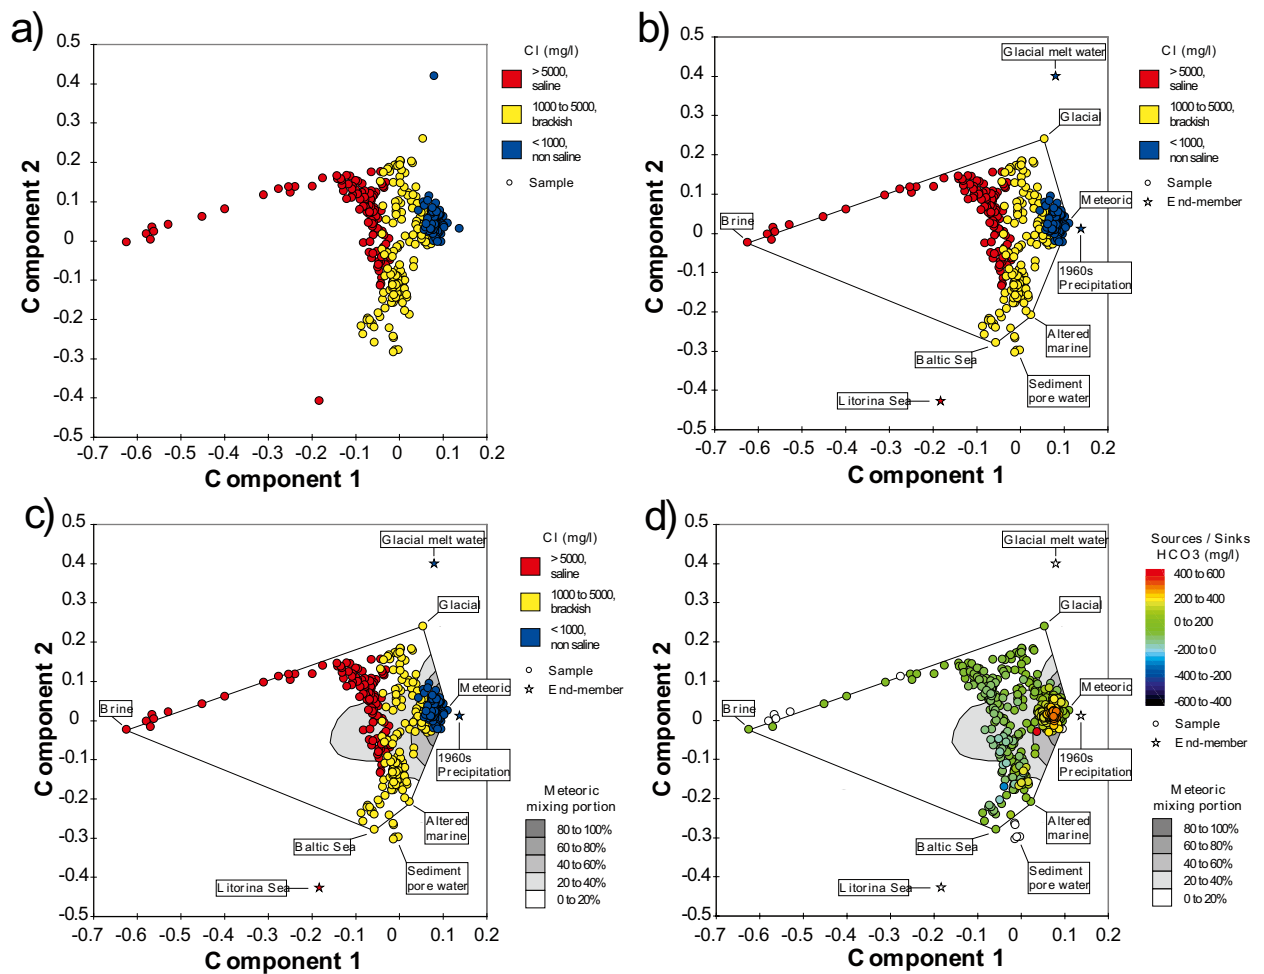 a)
0.5
0.4
0.3
0.2
0.1
0
-0.1
-0.2
-0.3
-0.4
-0.5
-0.7 -0.6 -0.5 -0.4 -0.3 -0.2 -0.1 0 0.1 0.2
Component 1
Component 2
Cl (mg/l)
> 5000,
saline
1000 to 5000,
brackish
< 1000,
non saline
Sample
b)
0.5
0.4
0.3
0.2
0.1
0
-0.1
-0.2
-0.3
-0.4
-0.5
-0.7 -0.6 -0.5 -0.4 -0.3 -0.2 -0.1 0 0.1 0.2
Component 1
Component 2
Glacial melt water
Glacial
Meteoric
Brine
1960s
Precipitation
Altered
marine
Baltic Sea
Sediment
pore water
Litorina Sea
Cl (mg/l)
> 5000,
saline
1000 to 5000,
brackish
< 1000,
non saline
Sample
End-member
c)
0.5
0.4
0.3
0.2
0.1
0
-0.1
-0.2
-0.3
-0.4
-0.5
-0.7 -0.6 -0.5 -0.4 -0.3 -0.2 -0.1 0 0.1 0.2
Component 1
Component 2
Glacial melt water
Glacial
Meteoric
Brine
1960s
Precipitation
Altered
marine
Baltic Sea
Sediment
pore water
Litorina Sea
Cl (mg/l)
> 5000,
saline
1000 to 5000,
brackish
< 1000,
non saline
Sample
End-member
Meteoric
mixing portion
80 to 100%
60 to 80%
40 to 60%
20 to 40%
0 to 20%
d)
0.5
0.4
0.3
0.2
0.1
0
-0.1
-0.2
-0.3
-0.4
-0.5
-0.7 -0.6 -0.5 -0.4 -0.3 -0.2 -0.1 0 0.1 0.2
Component 1
Component 2
Glacial melt water
Glacial
Meteoric
Brine
1960s
Precipitation
Altered
marine
Baltic Sea
Sediment
pore water
Litorina Sea
Sources / Sinks
HCO3 (mg/l)
400 to 600
200 to 400
0 to 200
-200 to 0
-400 to -200
-600 to -400
Sample
End-member
Meteoric
mixing portion
80 to 100%
60 to 80%
40 to 60%
20 to 40%
0 to 20%